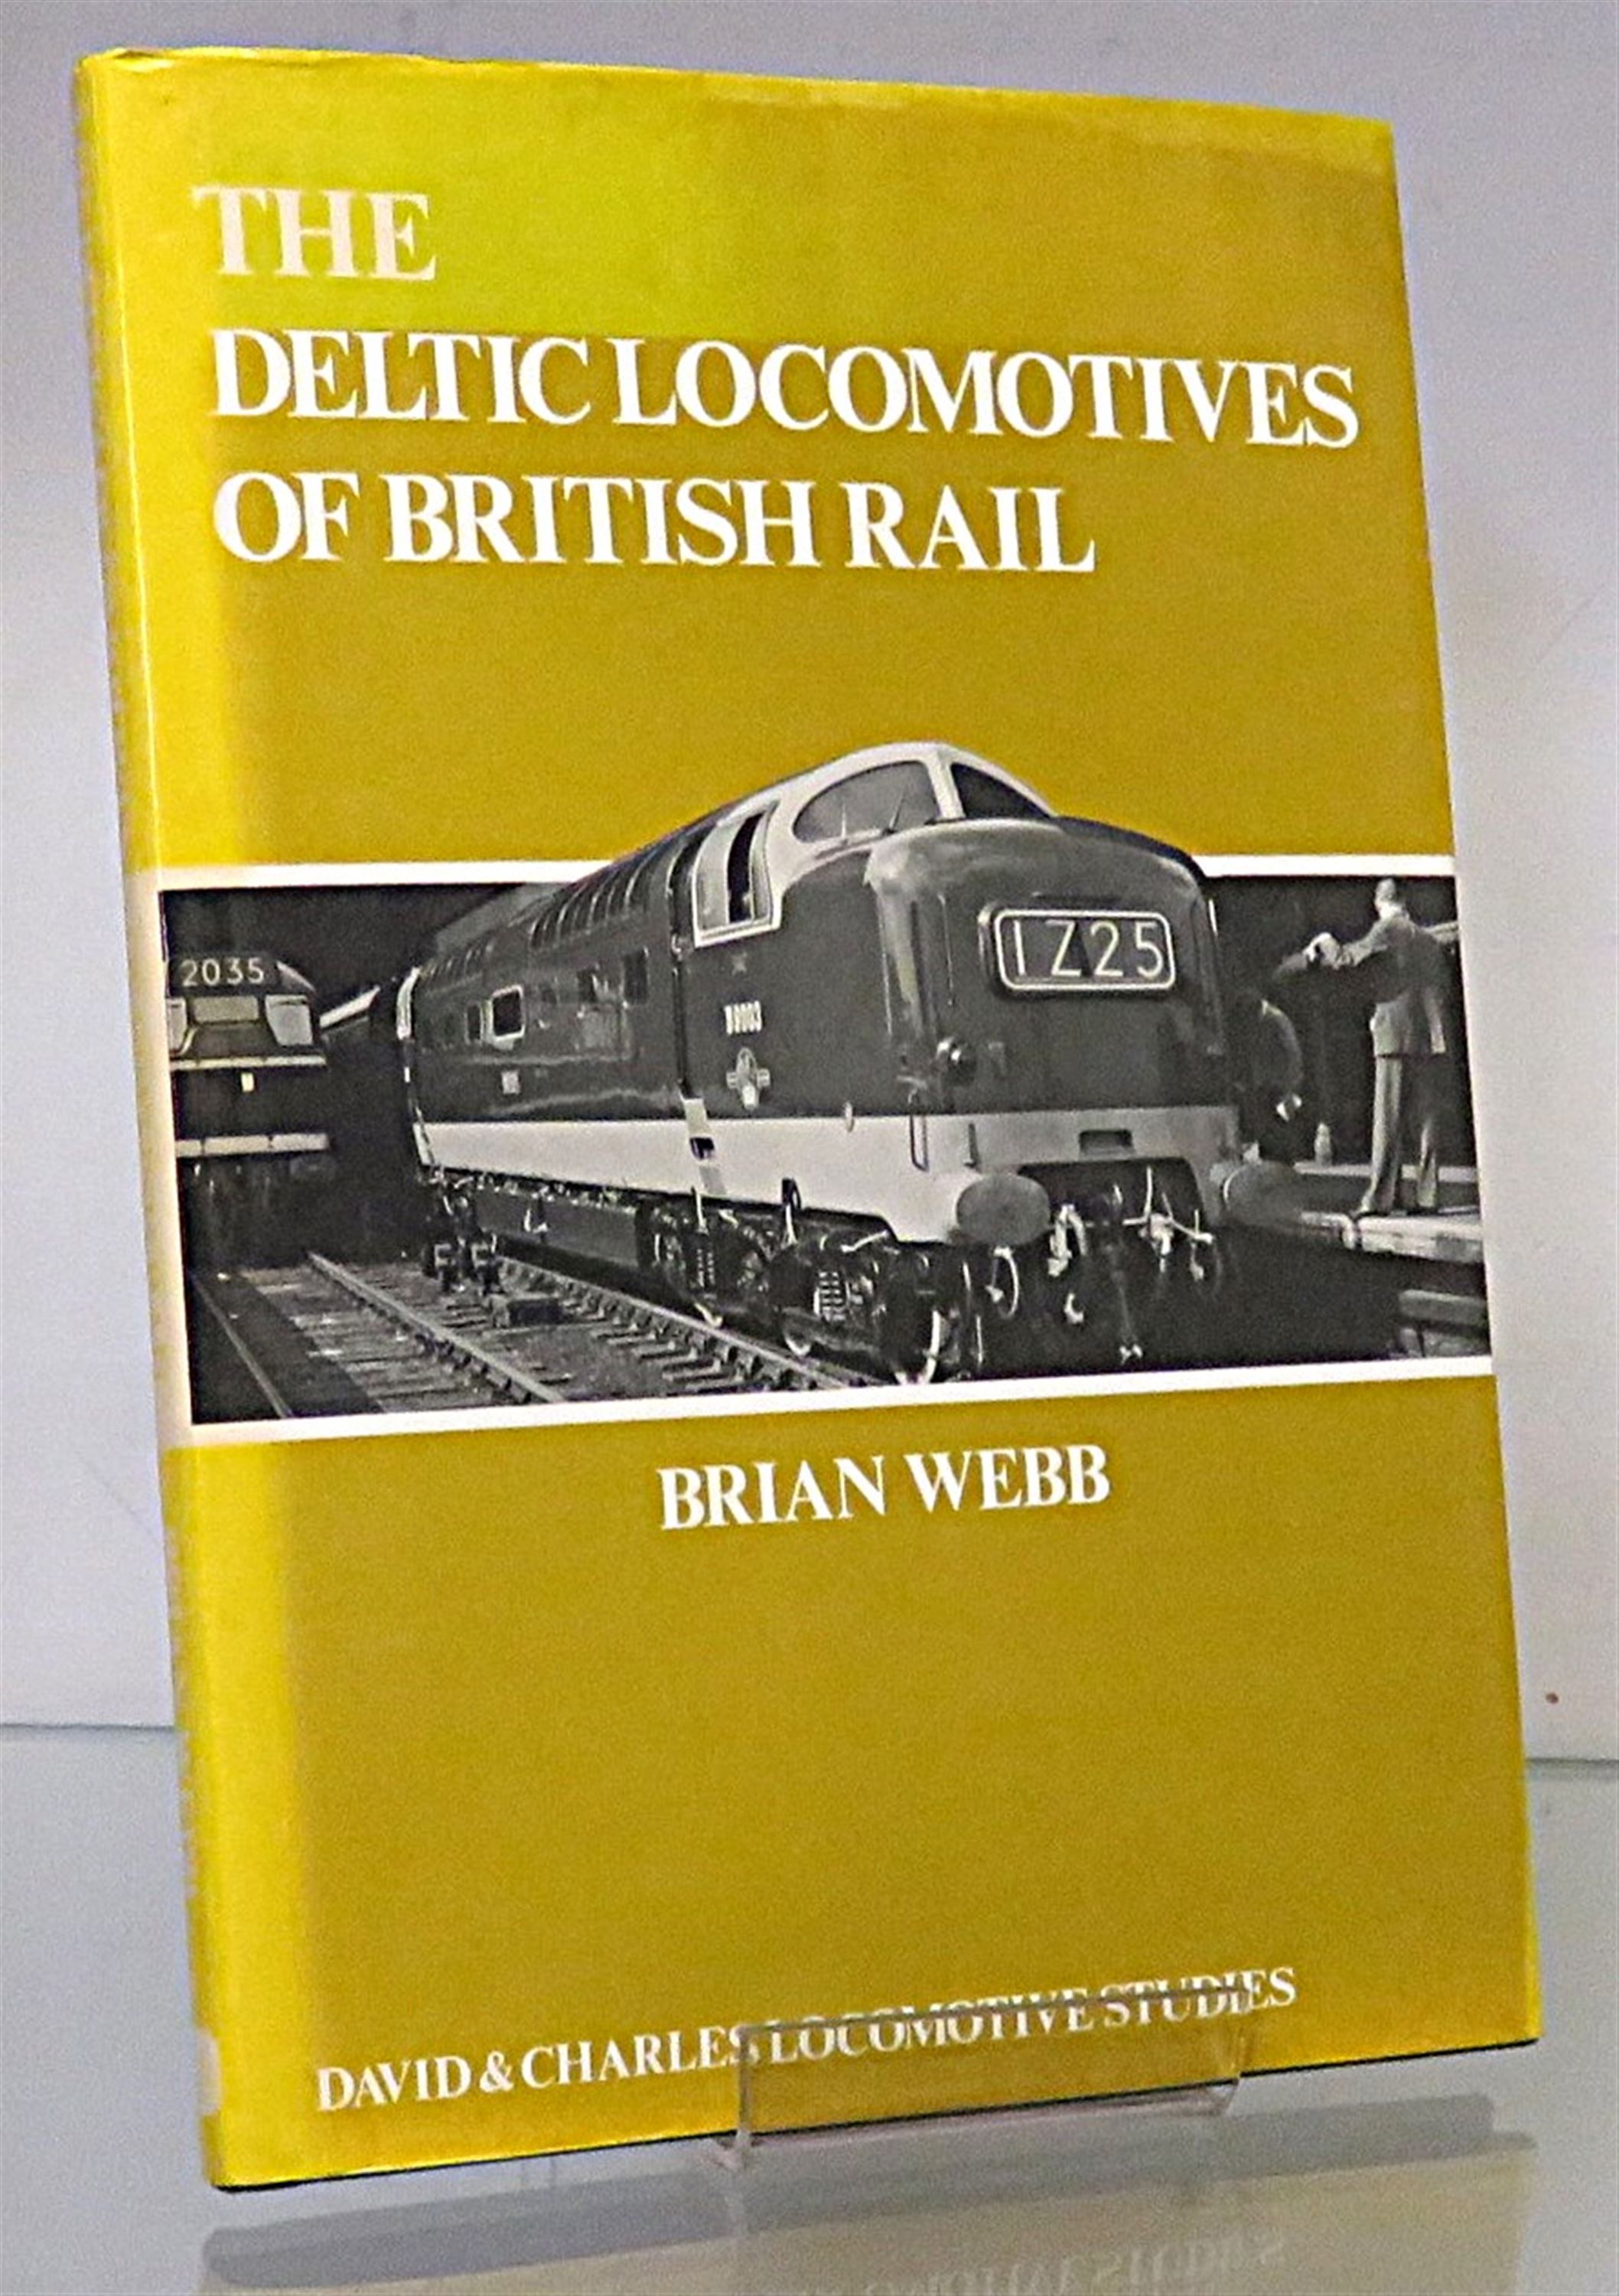 THE
DELTIC LOCOMOTIVES
OF BRITISH RAIL
2035
1Z25
BRIAN WEBB
DAVID & CHARLES LOCOMOTIVE STUDIES